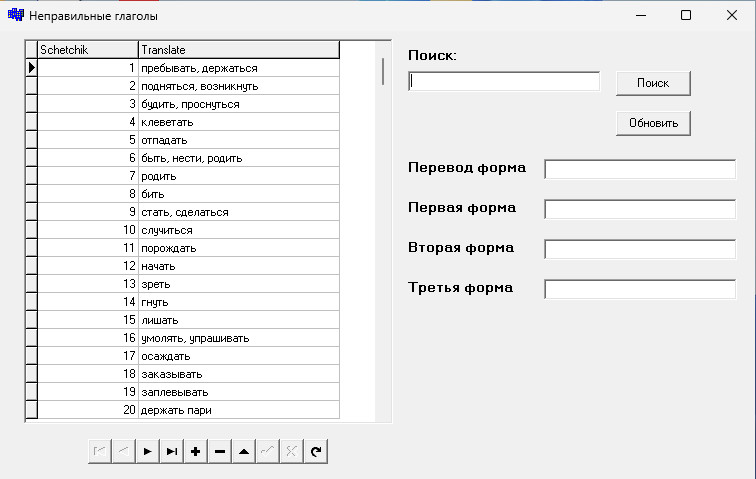 Неправильные глаголы
Schetchik Translate
1 пребывать, держаться
2 подняться, возникнуть
3 будить, проснуться
4 клеветать
5 отпадать
6 быть, нести, родить
7 родить
8 бить
9 стать, сделаться
10 случиться
11 порождать
12 начать
13 зреть
14 гнуть
15 лишать
16 умолять, упрашивать
17 осаждать
18 заказывать
19 заплевывать
20 держать пари
Поиск:
Поиск
Обновить
Перевод форма
Первая форма
Вторая форма
Третья форма